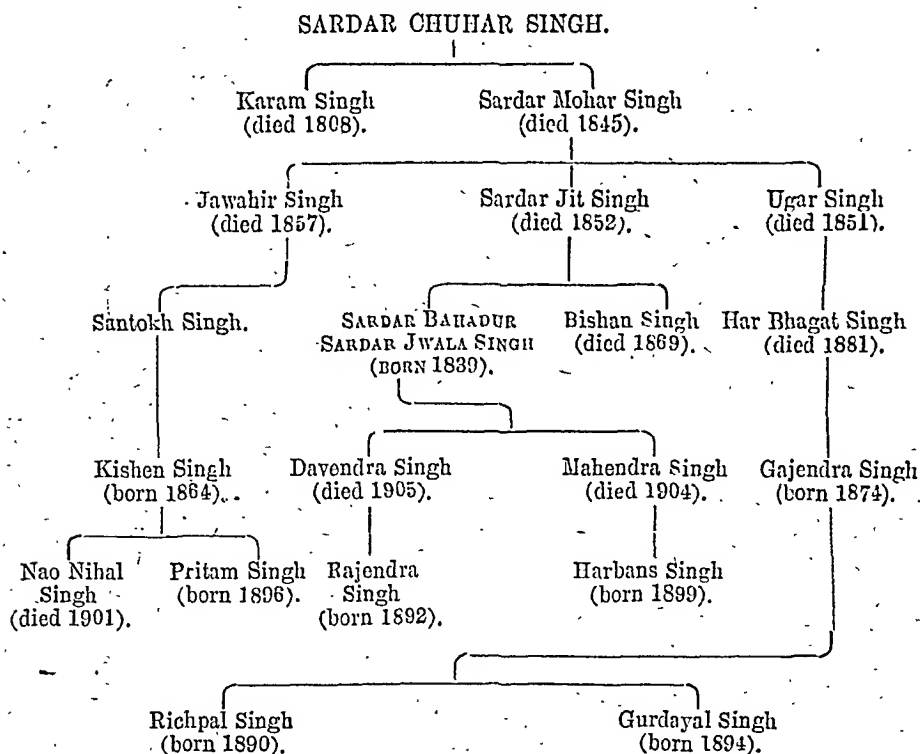 SARDAR CHUHAR SINGH.
Karam Singh
(died 1808).
Sardar Mohar Singh
(died 1845).
Jawahir Singh
(died 1857).
Sardar Jit Singh
(died 1852).
Ugar Singh
(died 1851).
Santokh Singh.
SARDAR BAHADUR
SARDAR JWALA SINGH
(BORN 1839).
Bishan Singh
(died 1869).
Har Bhagat Singh
(died 1881).
Kishen Singh
(born 1864).
Davendra Singh
(died 1905).
Mahendra Singh
(died 1904).
Gajendra Singh
(born 1874).
Nao Nihal
Singh
(died 1901).
Pritam Singh
(born 1896).
Rajendra
Singh
(born 1892).
Harbans Singh
(born 1899).
Richpal Singh
(born 1890).
Gurdayal Singh
(born 1894).